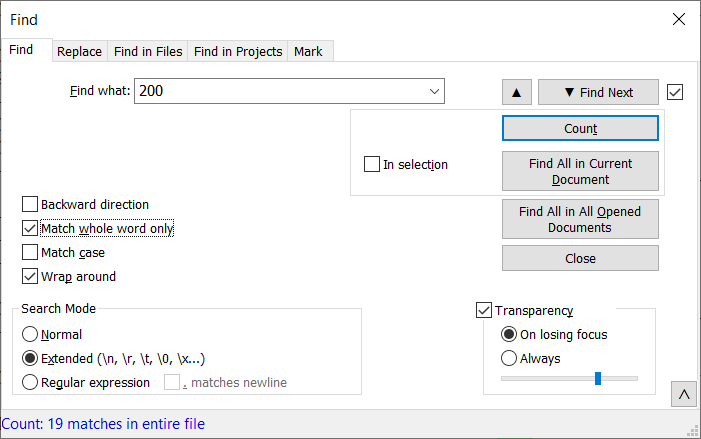 Find
Find Replace Find in Files Find in Projects Mark
Find what: 200
▲ ▼ Find Next
Count
In selection
Find All in Current
Document
Backward direction
Find All in All Opened
Documents
Match whole word only
Match case
Close
Wrap around
Search Mode
Normal
Extended (\n, \r, \t, \0, \x...)
Regular expression . matches newline
Transparency
On losing focus
Always
Count: 19 matches in entire file